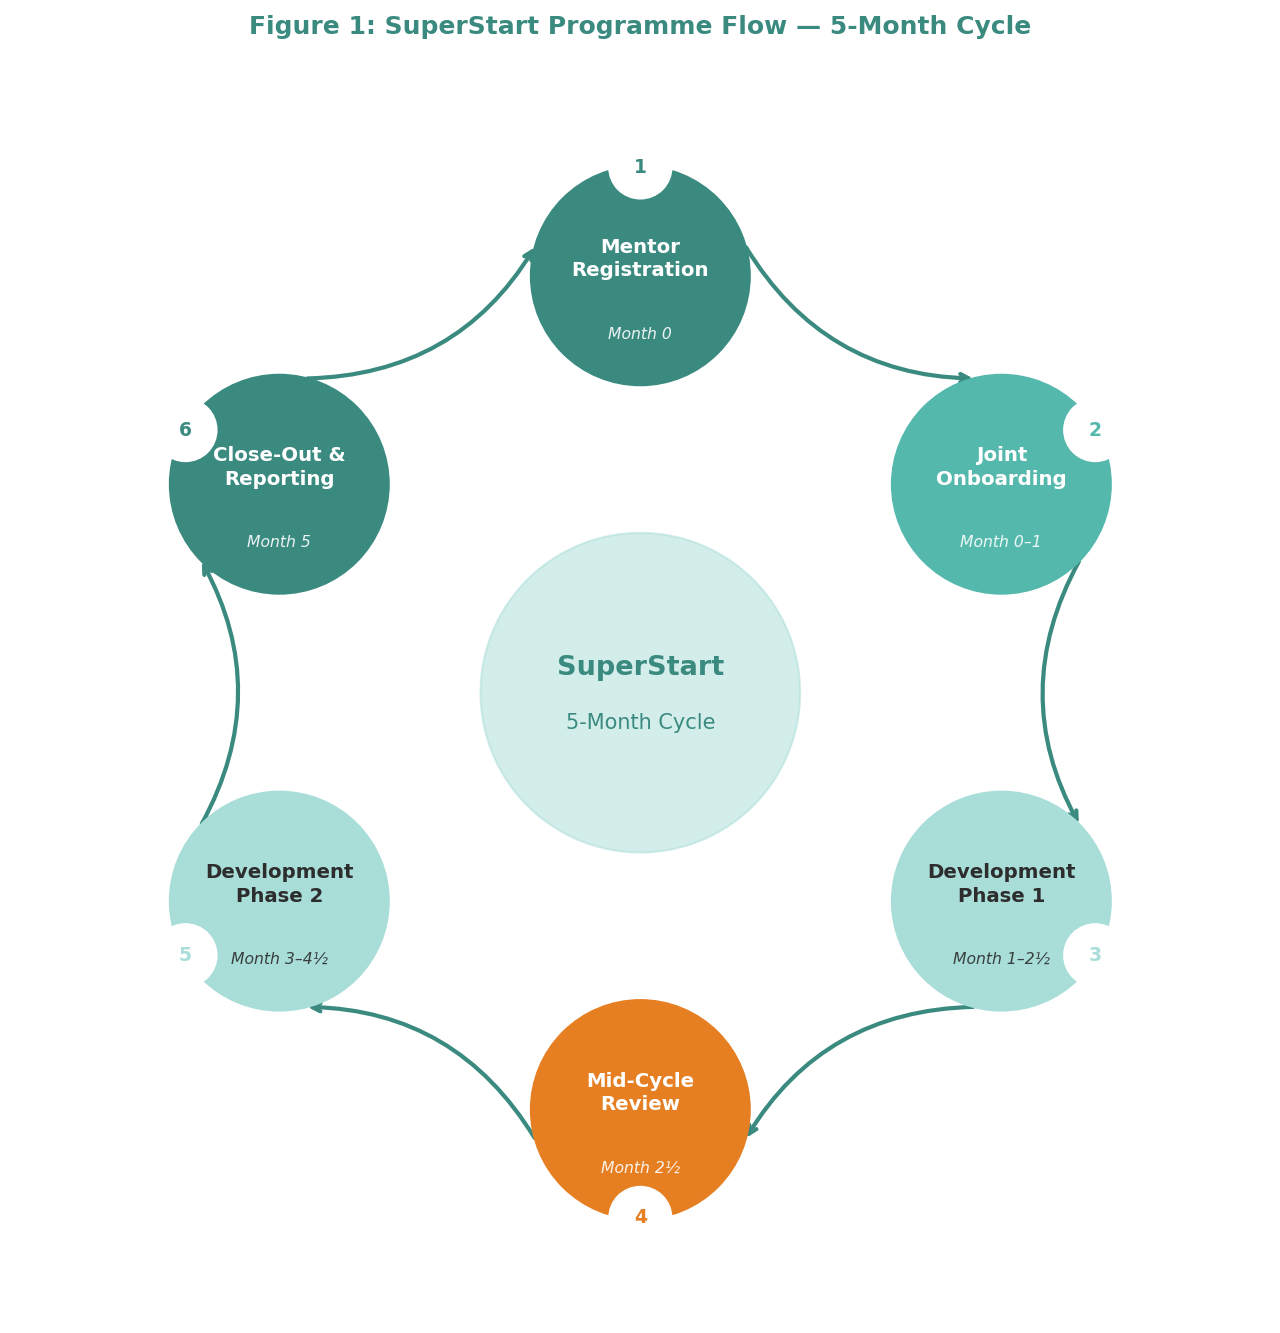 Figure 1: SuperStart Programme Flow — 5-Month Cycle
1
Mentor
Registration
Month 0
2
Joint
Onboarding
Month 0–1
3
Development
Phase 1
Month 1–2½
4
Mid-Cycle
Review
Month 2½
5
Development
Phase 2
Month 3–4½
6
Close-Out &
Reporting
Month 5
SuperStart
5-Month Cycle